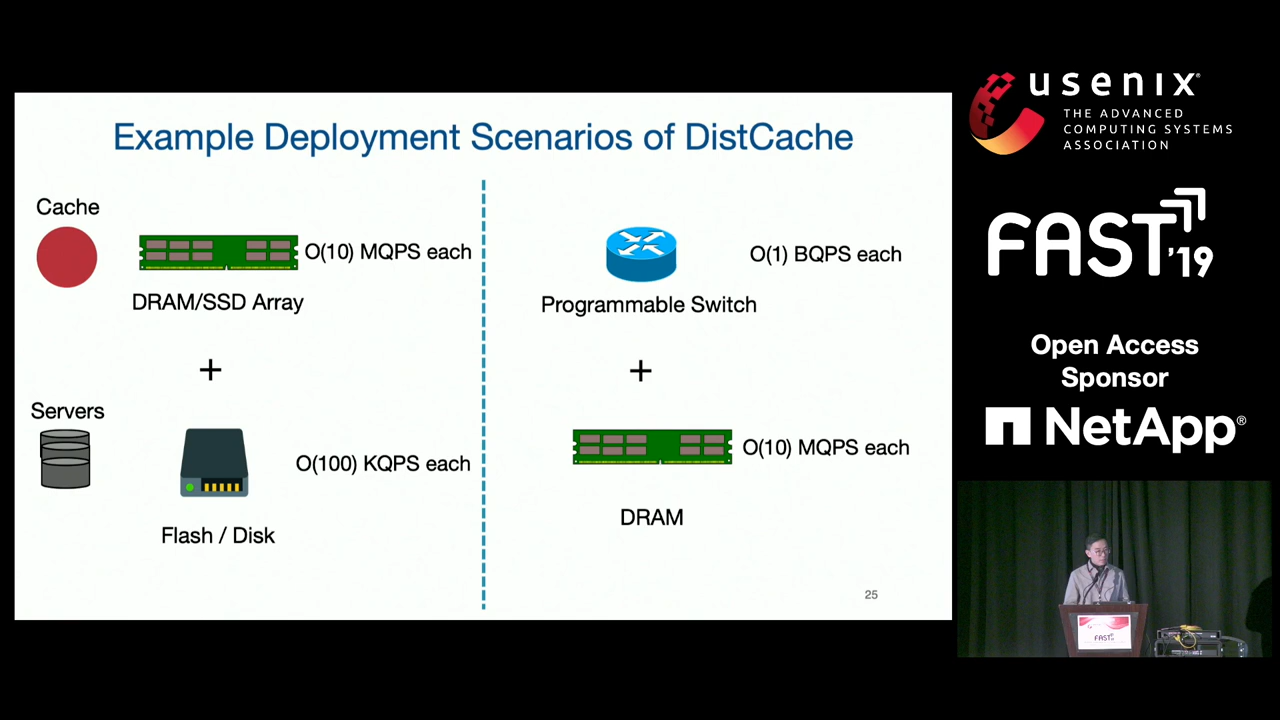 Example Deployment Scenarios of DistCache
Cache
O(10) MQPS each
DRAM/SSD Array
+
Servers
O(100) KQPS each
Flash / Disk
O(1) BQPS each
Programmable Switch
+
O(10) MQPS each
DRAM
25
usenix®
THE ADVANCED
COMPUTING SYSTEMS
ASSOCIATION
FAST'19
Open Access
Sponsor
NetApp®
FAST